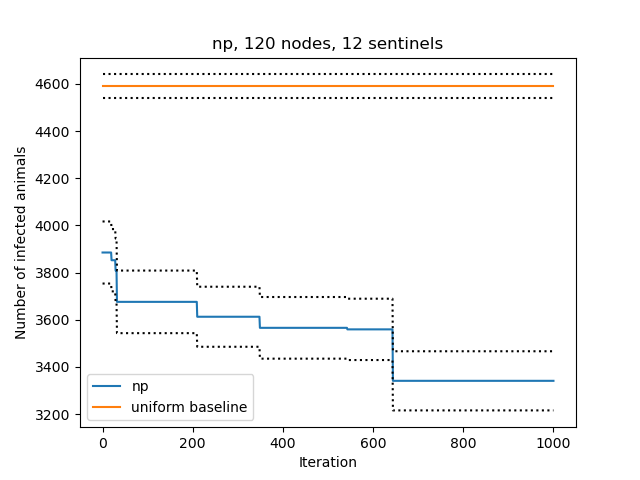 np, 120 nodes, 12 sentinels
Number of infected animals
4600
4400
4200
4000
3800
3600
3400
3200
np
uniform baseline
0 200 400 600 800 1000
Iteration